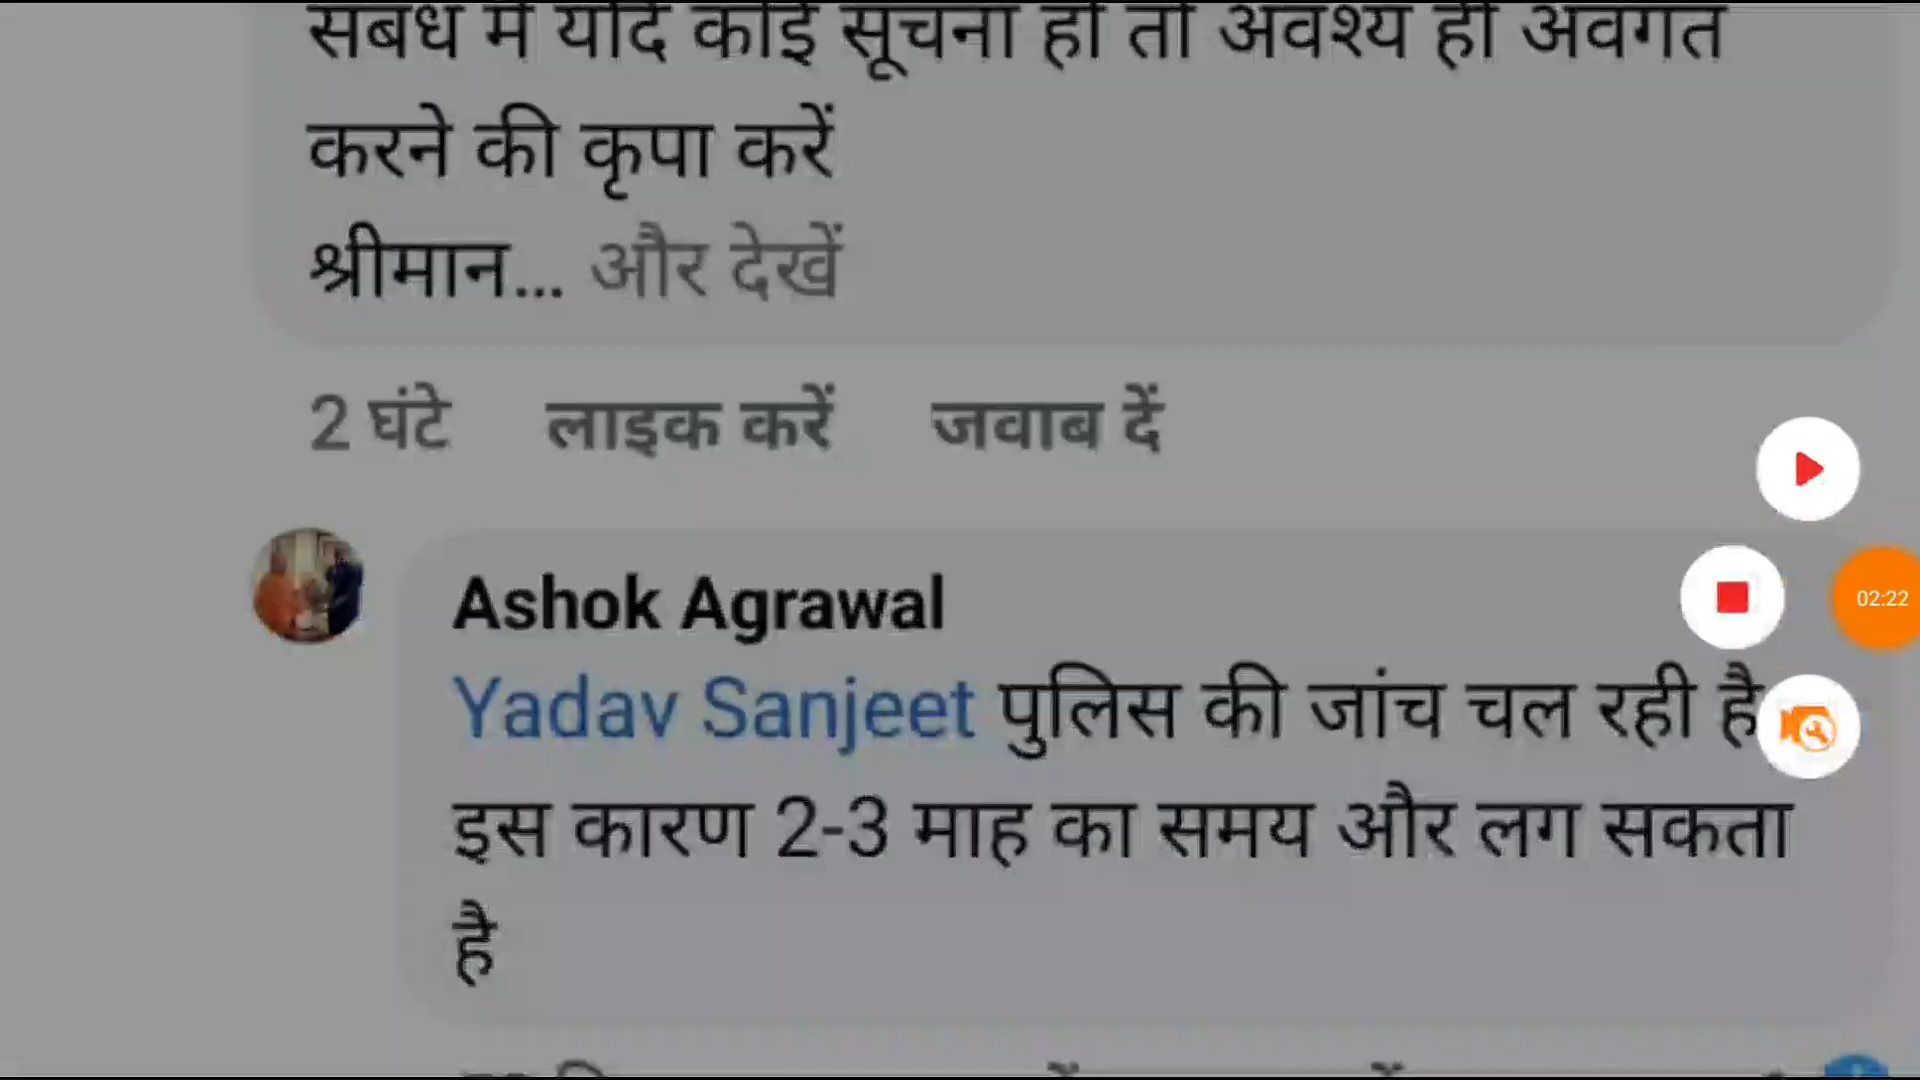 संबंध में यदि कोई सूचना हो तो अवश्य ही अवगत
करने की कृपा करें
श्रीमान... और देखें
2 घंटे लाइक करें जवाब दें
Ashok Agrawal
Yadav Sanjeet पुलिस की जांच चल रही है
इस कारण 2-3 माह का समय और लग सकता
है
02:22